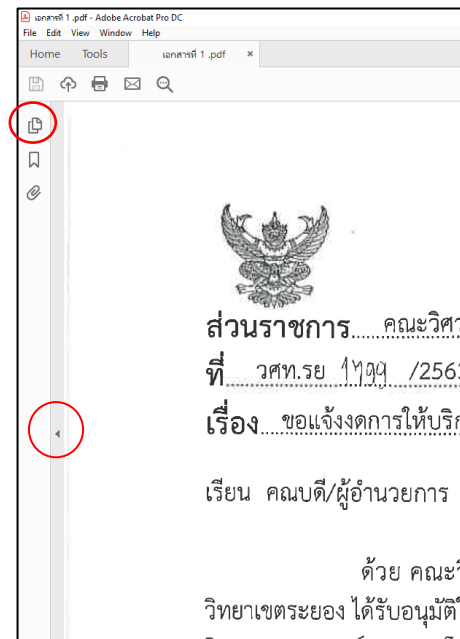 เอกสารที่ 1 .pdf - Adobe Acrobat Pro DC
File Edit View Window Help
Home Tools เอกสารที่ 1 .pdf ×
ส่วนราชการ.....คณะวิศว
ที่ วศท.รย /2563
เรื่อง....ขอแจ้งงดการให้บริก
เรียน คณบดี/ผู้อำนวยการ
ด้วย คณะวิ
วิทยาเขตระยอง ได้รับอนุมัติใ